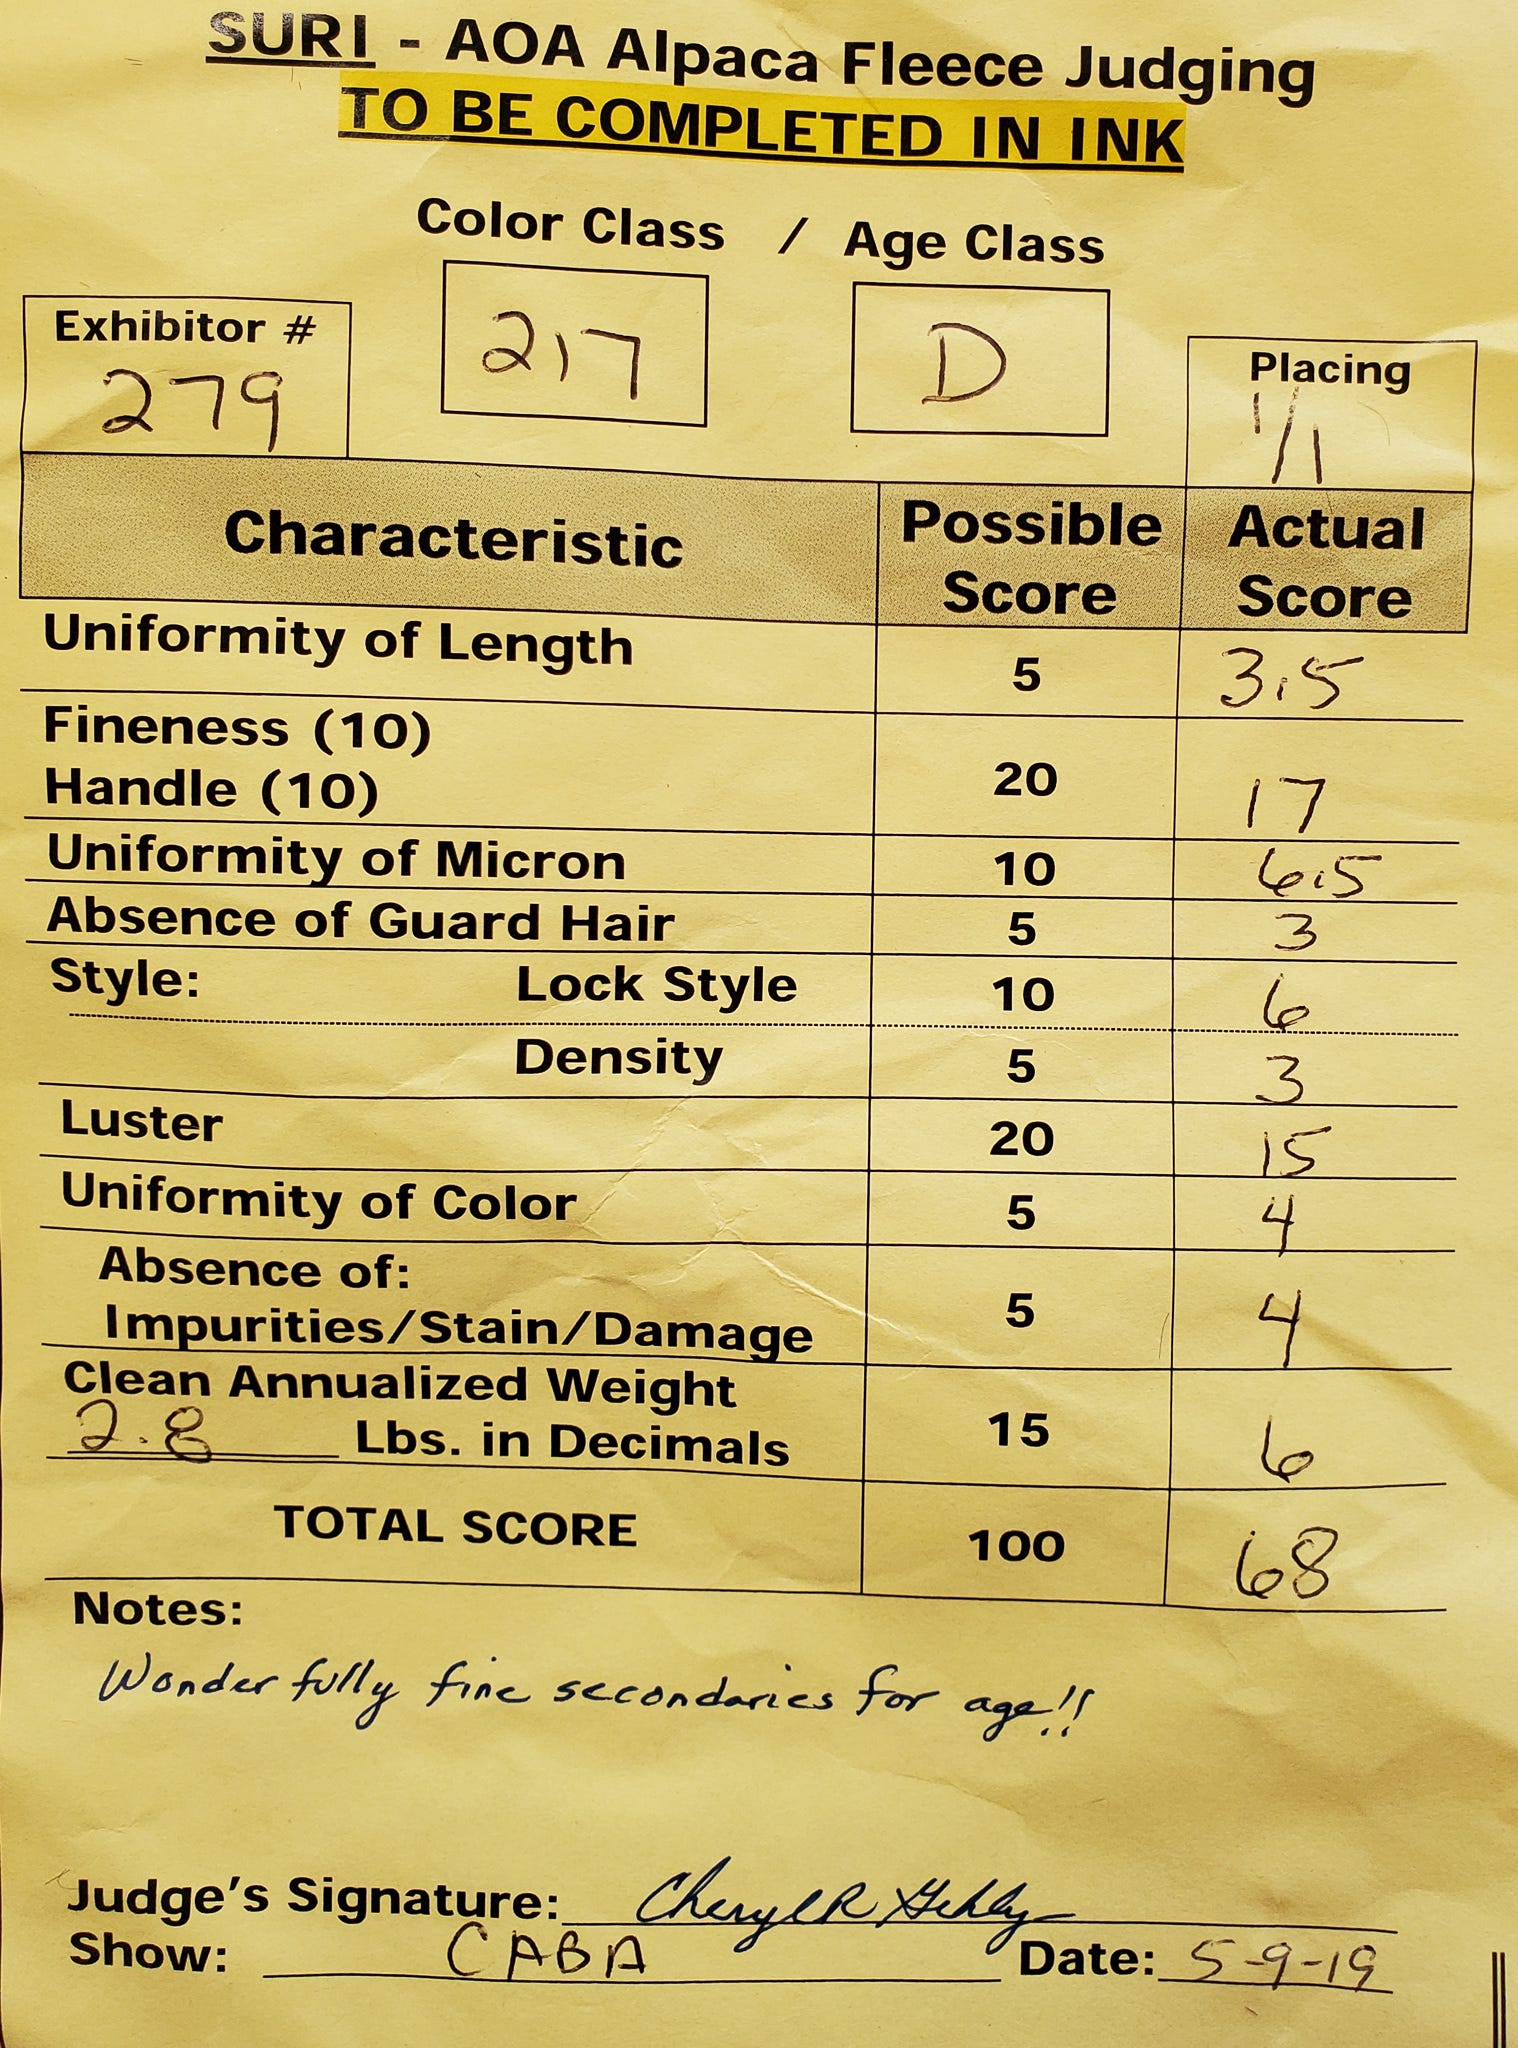 SURI - AOA Alpaca Fleece Judging
TO BE COMPLETED IN INK
Color Class / Age Class
Exhibitor # 279
217
D
Placing 1/1
Characteristic Possible Score Actual Score
Uniformity of Length 5 3.5
Fineness (10)
Handle (10) 20 17
Uniformity of Micron 10 6.5
Absence of Guard Hair 5 3
Style: Lock Style 10 6
Density 5 3
Luster 20 15
Uniformity of Color 5 4
Absence of:
Impurities/Stain/Damage 5 4
Clean Annualized Weight
2.8 Lbs. in Decimals 15 6
TOTAL SCORE 100 68
Notes:
Wonderfully fine secondaries for age!!
Judge's Signature: Cheryl R
Show: CABA Date: 5-9-19